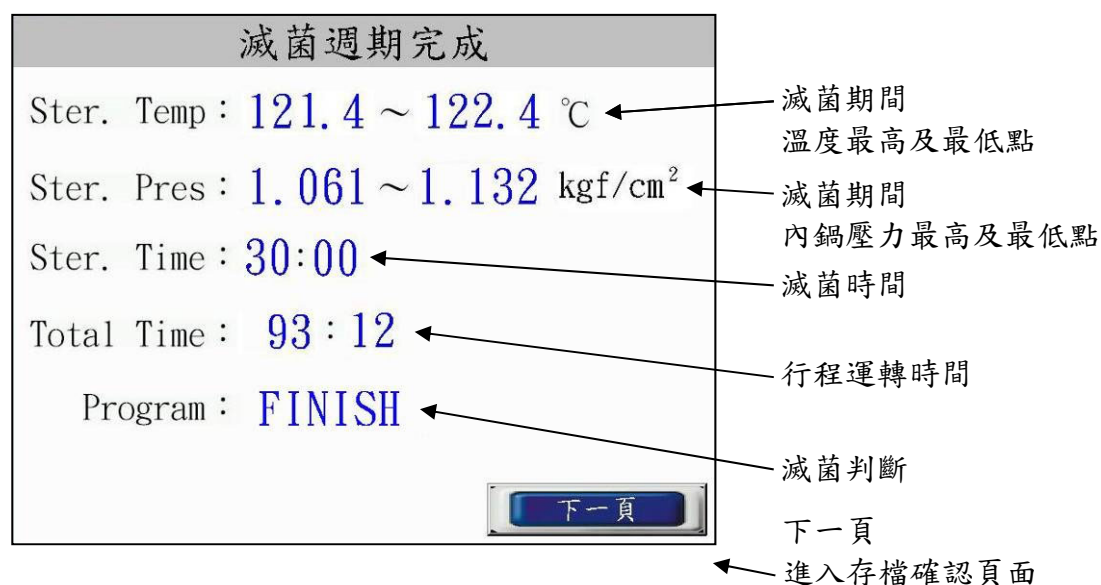 滅菌週期完成
Ster. Temp：121.4～122.4 ℃
滅菌期間
溫度最高及最低點
Ster. Pres：1.061～1.132 kgf/cm²
滅菌期間
內鍋壓力最高及最低點
Ster. Time：30:00
滅菌時間
Total Time： 93：12
行程運轉時間
Program： FINISH
滅菌判斷
下一頁
下一頁
進入存檔確認頁面